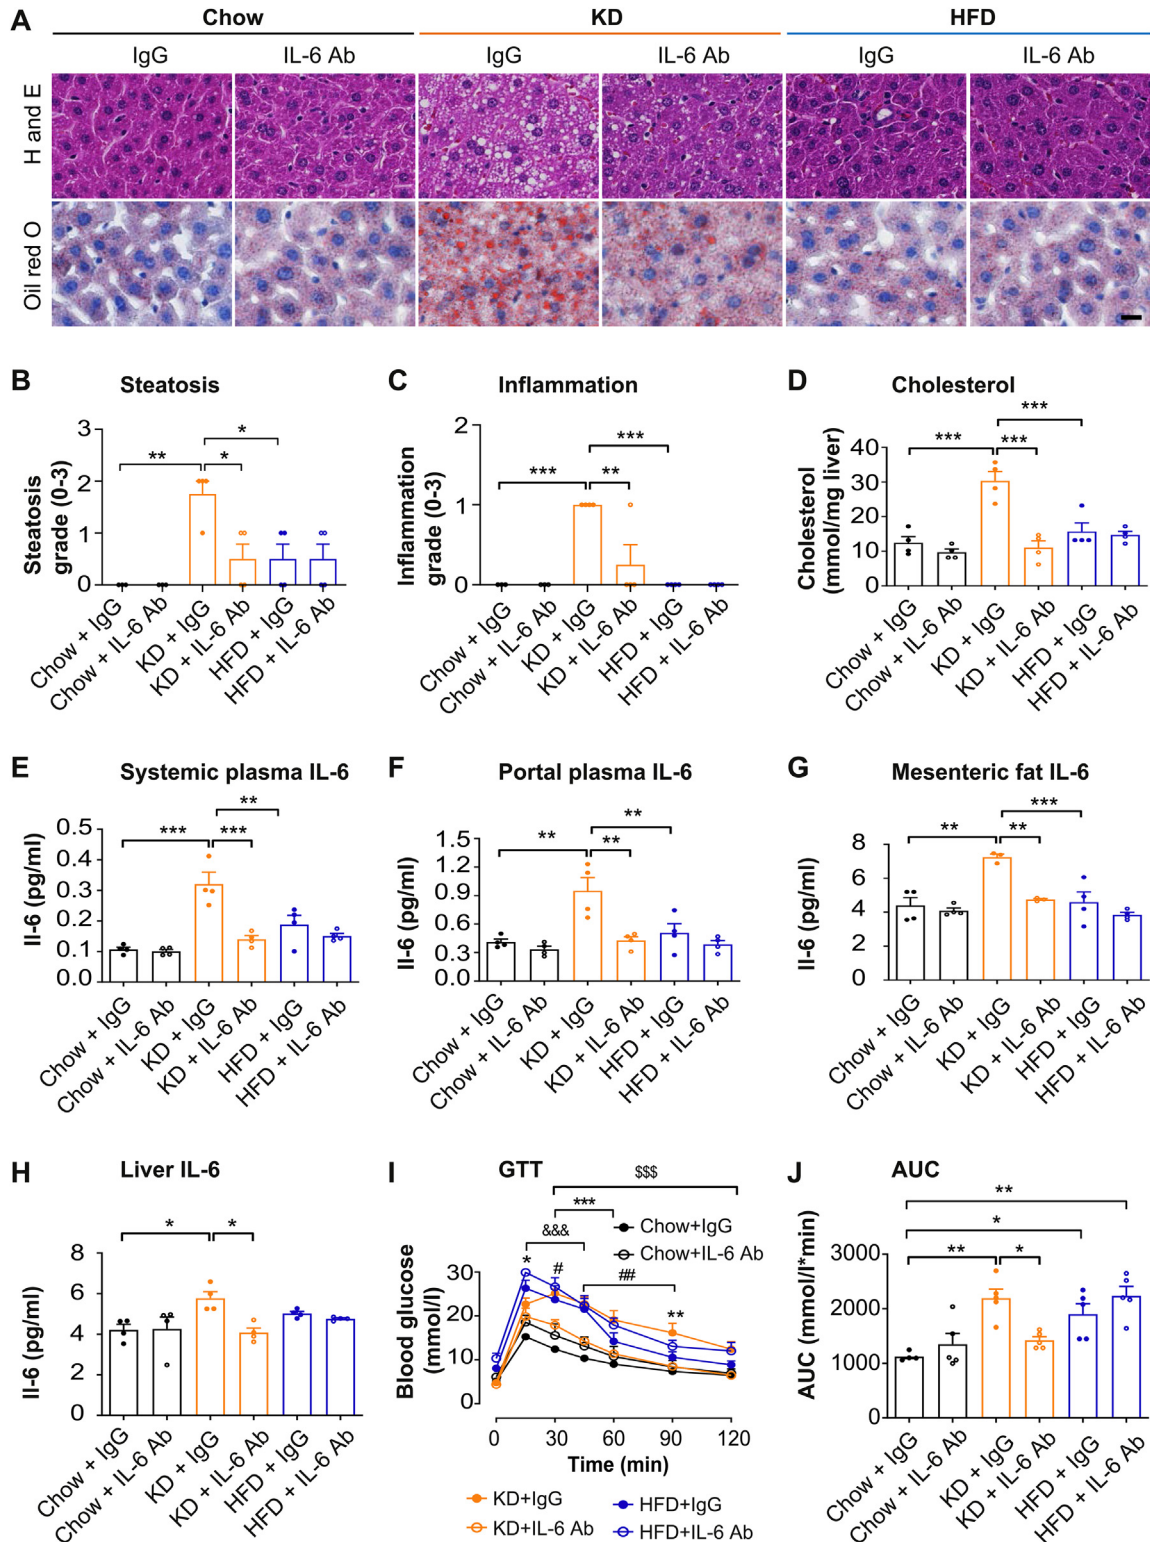 A
Chow
KD
HFD
IgG
IL-6 Ab
IgG
IL-6 Ab
IgG
IL-6 Ab
H and E
Oil red O
B
Steatosis
Steatosis
grade (0-3)
3
2
1
0
**
*
*
Chow + IgG
Chow + IL-6 Ab
KD + IgG
KD + IL-6 Ab
HFD + IgG
HFD + IL-6 Ab
C
Inflammation
Inflammation
grade (0-3)
2
1
0
***
**
***
Chow + IgG
Chow + IL-6 Ab
KD + IgG
KD + IL-6 Ab
HFD + IgG
HFD + IL-6 Ab
D
Cholesterol
Cholesterol
(mmol/mg liver)
40
30
20
10
0
***
***
***
Chow + IgG
Chow + IL-6 Ab
KD + IgG
KD + IL-6 Ab
HFD + IgG
HFD + IL-6 Ab
E
Systemic plasma IL-6
Il-6 (pg/ml)
0.5
0.4
0.3
0.2
0.1
0.0
***
***
**
Chow + IgG
Chow + IL-6 Ab
KD + IgG
KD + IL-6 Ab
HFD + IgG
HFD + IL-6 Ab
F
Portal plasma IL-6
Il-6 (pg/ml)
1.5
1.2
0.9
0.6
0.3
0.0
**
**
**
Chow + IgG
Chow + IL-6 Ab
KD + IgG
KD + IL-6 Ab
HFD + IgG
HFD + IL-6 Ab
G
Mesenteric fat IL-6
Il-6 (pg/ml)
8
6
4
2
0
**
**
***
Chow + IgG
Chow + IL-6 Ab
KD + IgG
KD + IL-6 Ab
HFD + IgG
HFD + IL-6 Ab
H
Liver IL-6
Il-6 (pg/ml)
8
6
4
2
0
*
*
Chow + IgG
Chow + IL-6 Ab
KD + IgG
KD + IL-6 Ab
HFD + IgG
HFD + IL-6 Ab
I
GTT
Blood glucose
(mmol/l)
30
20
10
0
$$$
***
&&&
*
#
##
**
Chow+IgG
Chow+IL-6 Ab
0
30
60
90
120
Time (min)
KD+IgG
HFD+IgG
KD+IL-6 Ab
HFD+IL-6 Ab
J
AUC
AUC (mmol/l*min)
3000
2000
1000
0
**
*
**
*
Chow + IgG
Chow + IL-6 Ab
KD + IgG
KD + IL-6 Ab
HFD + IgG
HFD + IL-6 Ab